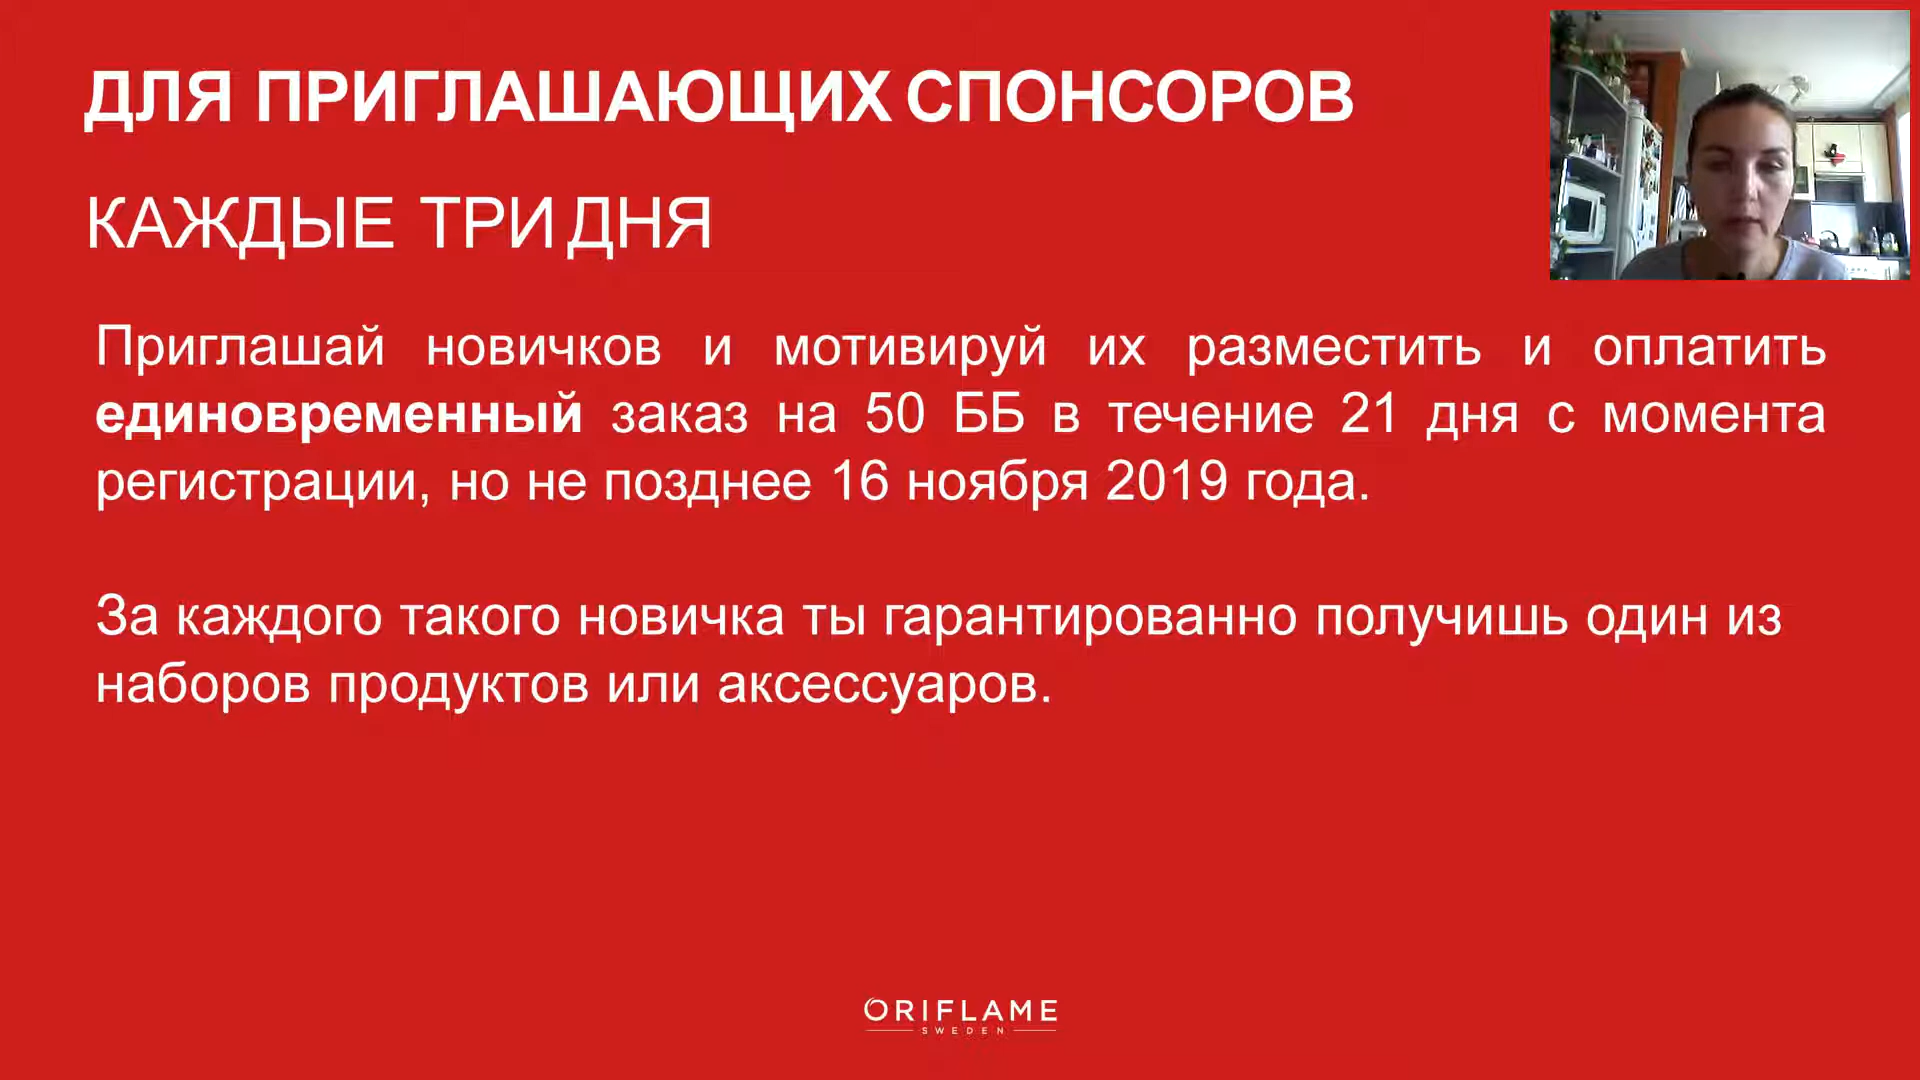 ДЛЯ ПРИГЛАШАЮЩИХ СПОНСОРОВ
КАЖДЫЕ ТРИ ДНЯ
Приглашай новичков и мотивируй их разместить и оплатить
единовременный заказ на 50 ББ в течение 21 дня с момента
регистрации, но не позднее 16 ноября 2019 года.
За каждого такого новичка ты гарантированно получишь один из
наборов продуктов или аксессуаров.
ORIFLAME
SWEDEN